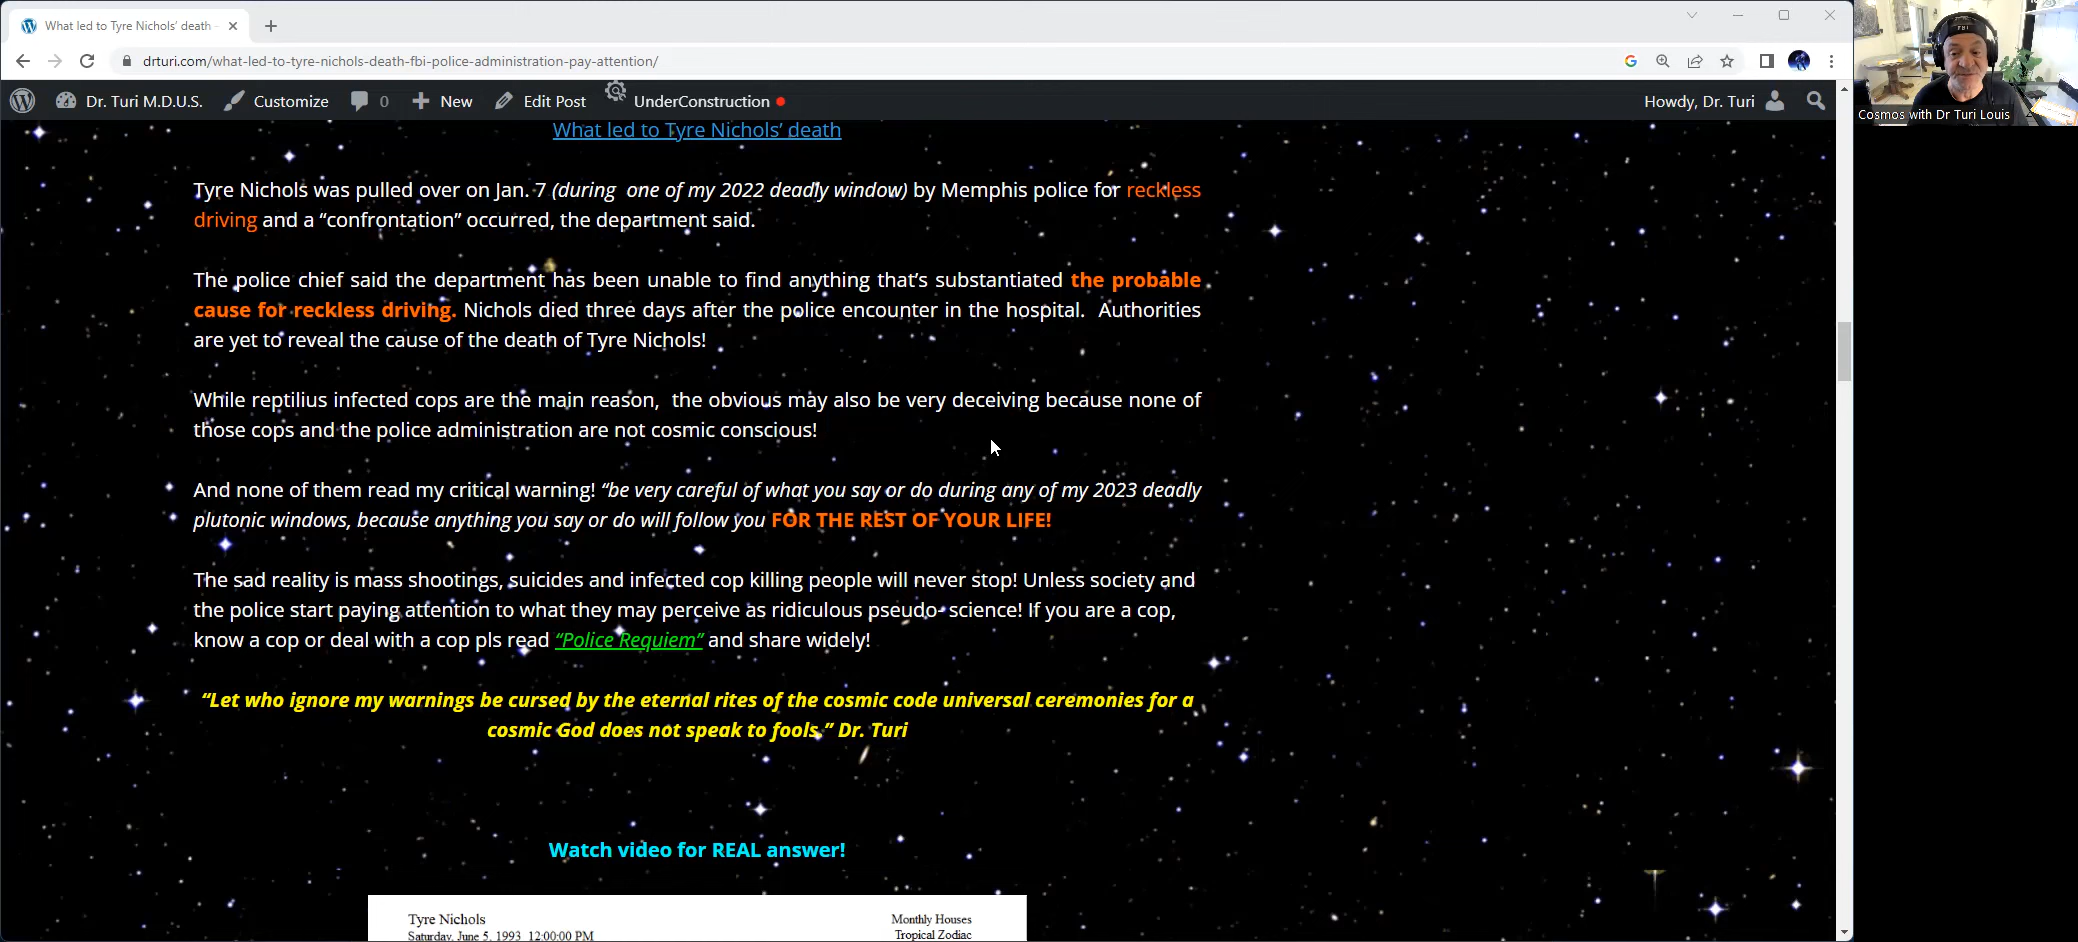 What led to Tyre Nichols’ death -
drturi.com/what-led-to-tyre-nichols-death-fbi-police-administration-pay-attention/
Dr. Turi M.D.U.S. Customize 0 New Edit Post UnderConstruction Howdy, Dr. Turi
Cosmos with Dr Turi Louis
What led to Tyre Nichols’ death
Tyre Nichols was pulled over on Jan. 7 (during one of my 2022 deadly window) by Memphis police for reckless
driving and a “confrontation” occurred, the department said.
The police chief said the department has been unable to find anything that’s substantiated the probable
cause for reckless driving. Nichols died three days after the police encounter in the hospital. Authorities
are yet to reveal the cause of the death of Tyre Nichols!
While reptilius infected cops are the main reason, the obvious may also be very deceiving because none of
those cops and the police administration are not cosmic conscious!
And none of them read my critical warning! “be very careful of what you say or do during any of my 2023 deadly
plutonic windows, because anything you say or do will follow you FOR THE REST OF YOUR LIFE!
The sad reality is mass shootings, suicides and infected cop killing people will never stop! Unless society and
the police start paying attention to what they may perceive as ridiculous pseudo- science! If you are a cop,
know a cop or deal with a cop pls read “Police Requiem” and share widely!
“Let who ignore my warnings be cursed by the eternal rites of the cosmic code universal ceremonies for a
cosmic God does not speak to fools.” Dr. Turi
Watch video for REAL answer!
Tyre Nichols Monthly Houses
Saturday, June 5, 1993 12:00:00 PM Tropical Zodiac